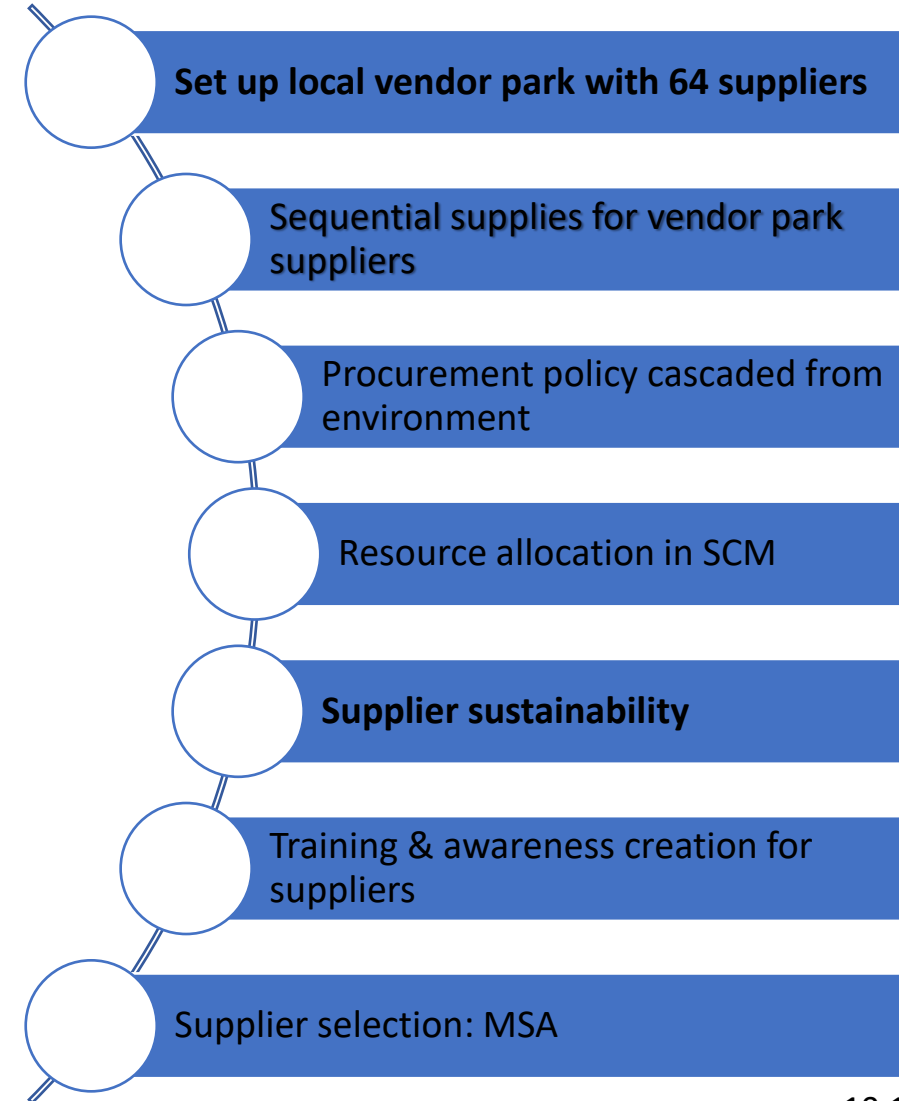 Set up local vendor park with 64 suppliers
Sequential supplies for vendor park
suppliers
Procurement policy cascaded from
environment
Resource allocation in SCM
Supplier sustainability
Training & awareness creation for
suppliers
Supplier selection: MSA